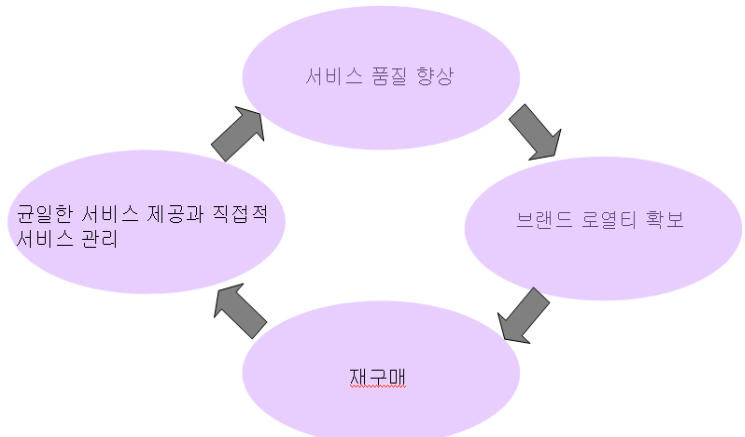 서비스 품질 향상
브랜드 로열티 확보
재구매
균일한 서비스 제공과 직접적
서비스 관리